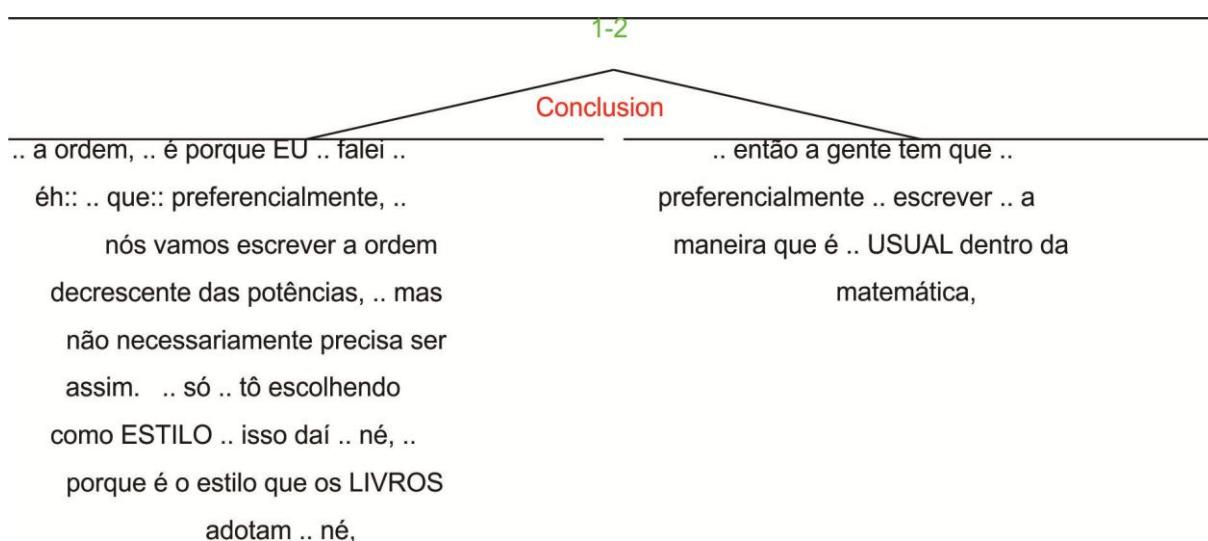 1-2
Conclusion
.. a ordem, .. é porque EU .. falei ..
éh:: .. que:: preferencialmente, ..
nós vamos escrever a ordem
decrescente das potências, .. mas
não necessariamente precisa ser
assim. .. só .. tô escolhendo
como ESTILO .. isso daí .. né, ..
porque é o estilo que os LIVROS
adotam .. né,
.. então a gente tem que ..
preferencialmente .. escrever .. a
maneira que é .. USUAL dentro da
matemática,